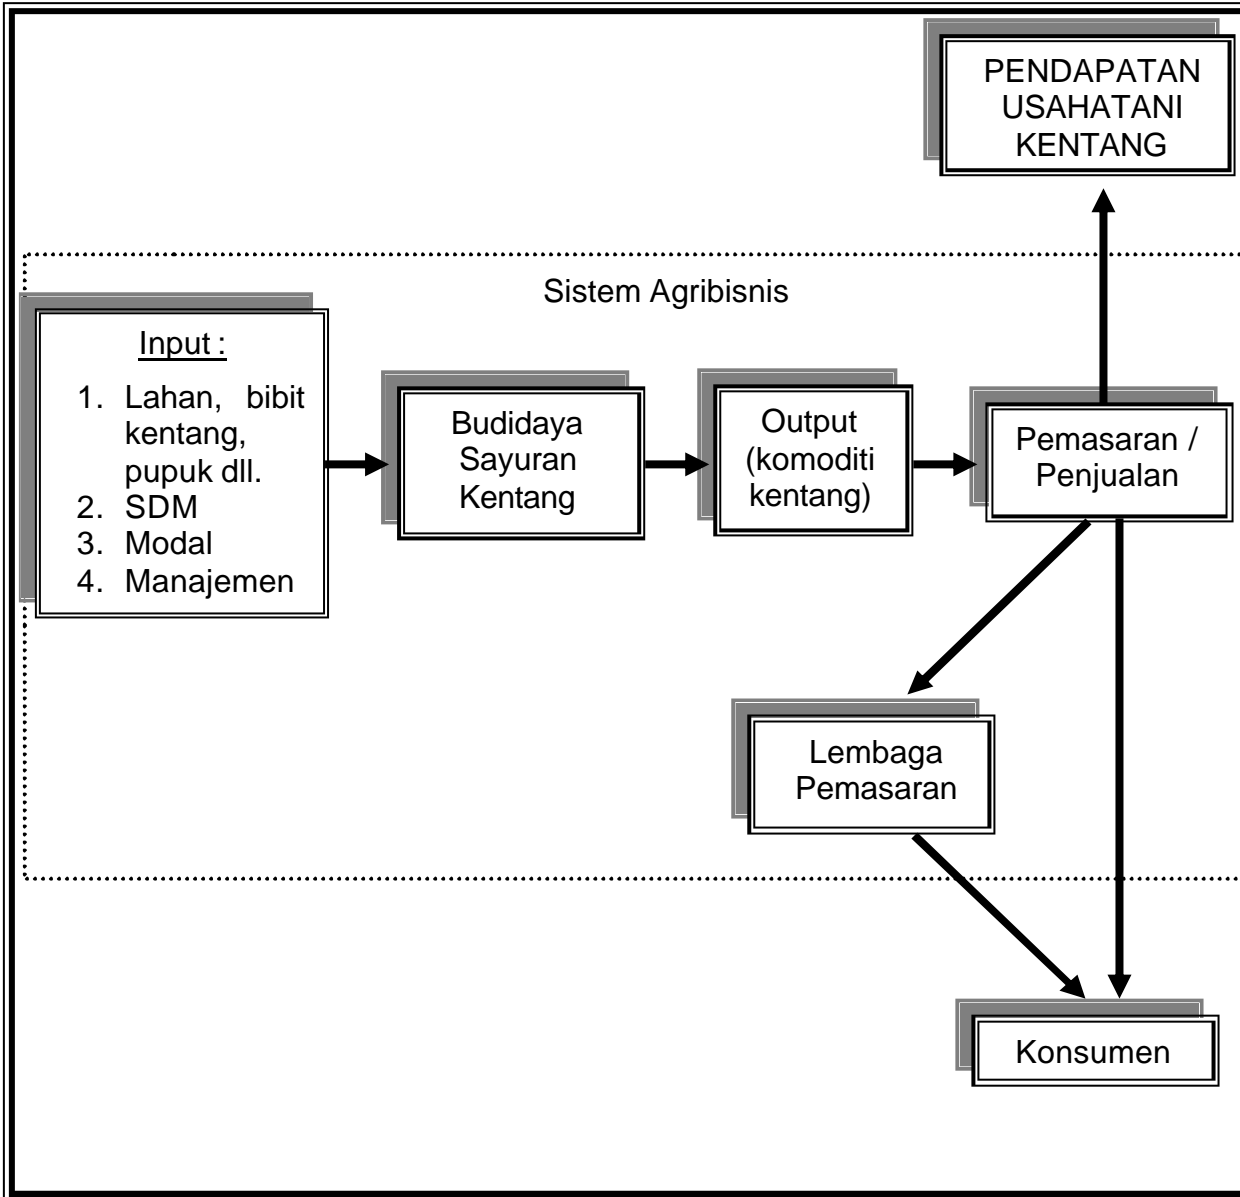 PENDAPATAN
USAHATANI
KENTANG
Sistem Agribisnis
Input :
1. Lahan, bibit
kentang,
pupuk dll.
2. SDM
3. Modal
4. Manajemen
Budidaya
Sayuran
Kentang
Output
(komoditi
kentang)
Pemasaran /
Penjualan
Lembaga
Pemasaran
Konsumen